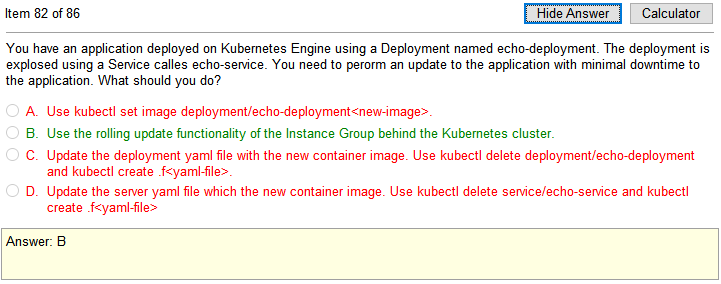 Item 82 of 86 Hide Answer Calculator
You have an application deployed on Kubernetes Engine using a Deployment named echo-deployment. The deployment is
explosed using a Service calles echo-service. You need to perorm an update to the application with minimal downtime to
the application. What should you do?
A. Use kubectl set image deployment/echo-deployment<new-image>.
B. Use the rolling update functionality of the Instance Group behind the Kubernetes cluster.
C. Update the deployment yaml file with the new container image. Use kubectl delete deployment/echo-deployment
and kubectl create .f<yaml-file>.
D. Update the server yaml file which the new container image. Use kubectl delete service/echo-service and kubectl
create .f<yaml-file>
Answer: B